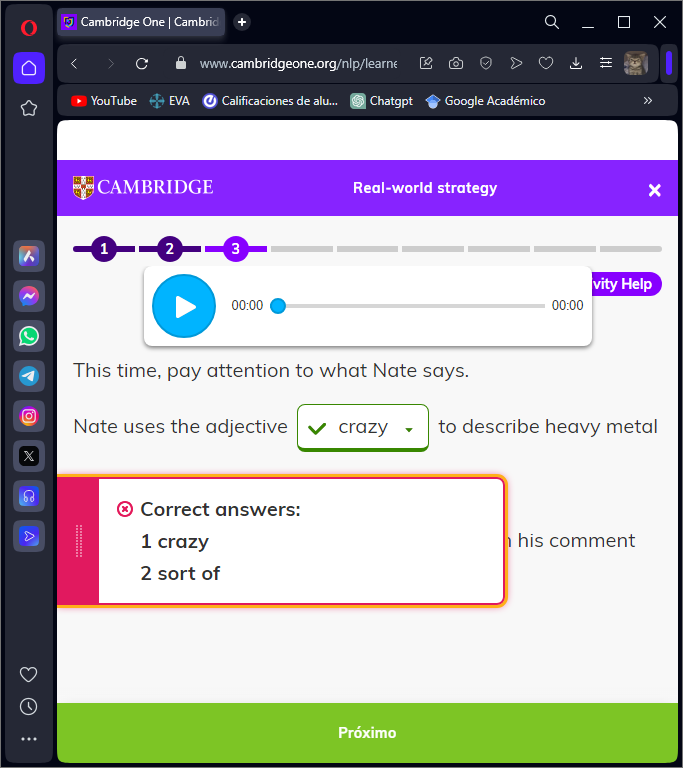 Cambridge One | Cambrid
www.cambridgeone.org/nlp/learne
YouTube
EVA
Calificaciones de alu...
Chatgpt
Google Académico
»
CAMBRIDGE
Real-world strategy
1
2
3
vity Help
00:00
00:00
This time, pay attention to what Nate says.
Nate uses the adjective crazy to describe heavy metal
Correct answers:
1 crazy
2 sort of
his comment
Próximo